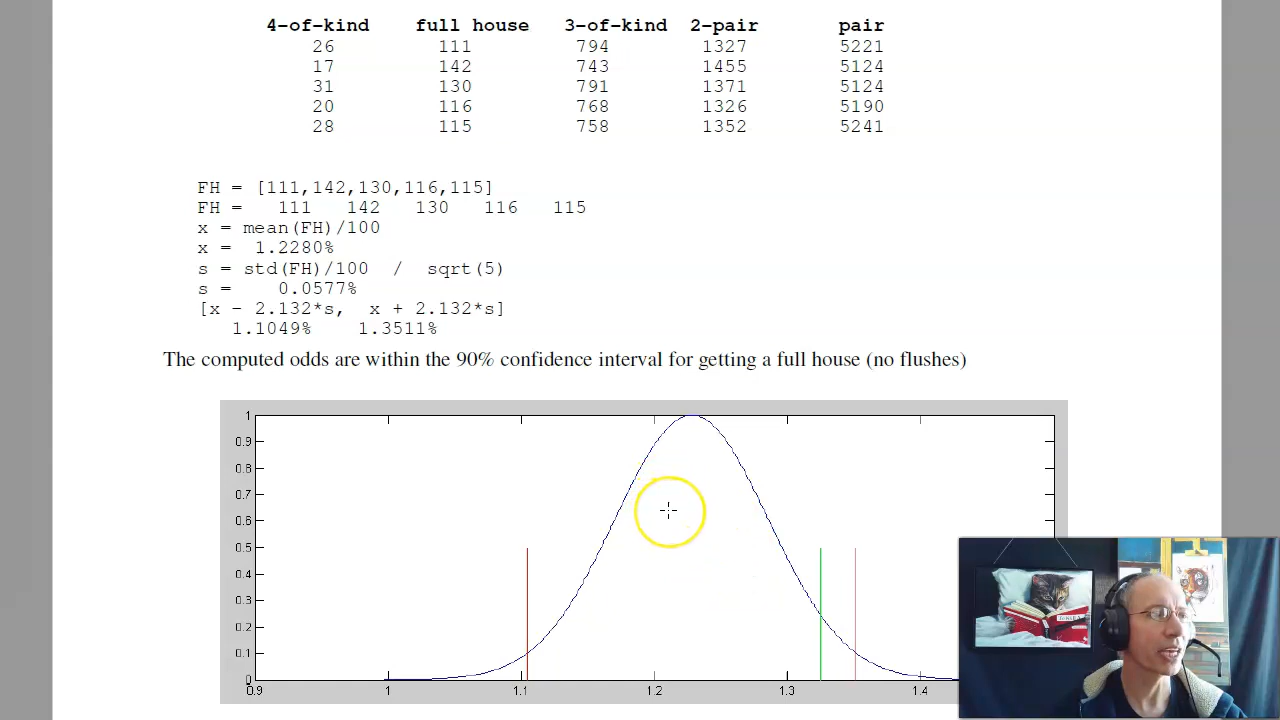 4-of-kind full house 3-of-kind 2-pair pair
26 111 794 1327 5221
17 142 743 1455 5124
31 130 791 1371 5124
20 116 768 1326 5190
28 115 758 1352 5241
FH = [111,142,130,116,115]
FH = 111 142 130 116 115
x = mean(FH)/100
x = 1.2280%
s = std(FH)/100 / sqrt(5)
s = 0.0577%
[x - 2.132*s, x + 2.132*s]
1.1049% 1.3511%
The computed odds are within the 90% confidence interval for getting a full house (no flushes)
1
0.9
0.8
0.7
0.6
0.5
0.4
0.3
0.2
0.1
0
0.9 1 1.1 1.2 1.3 1.4